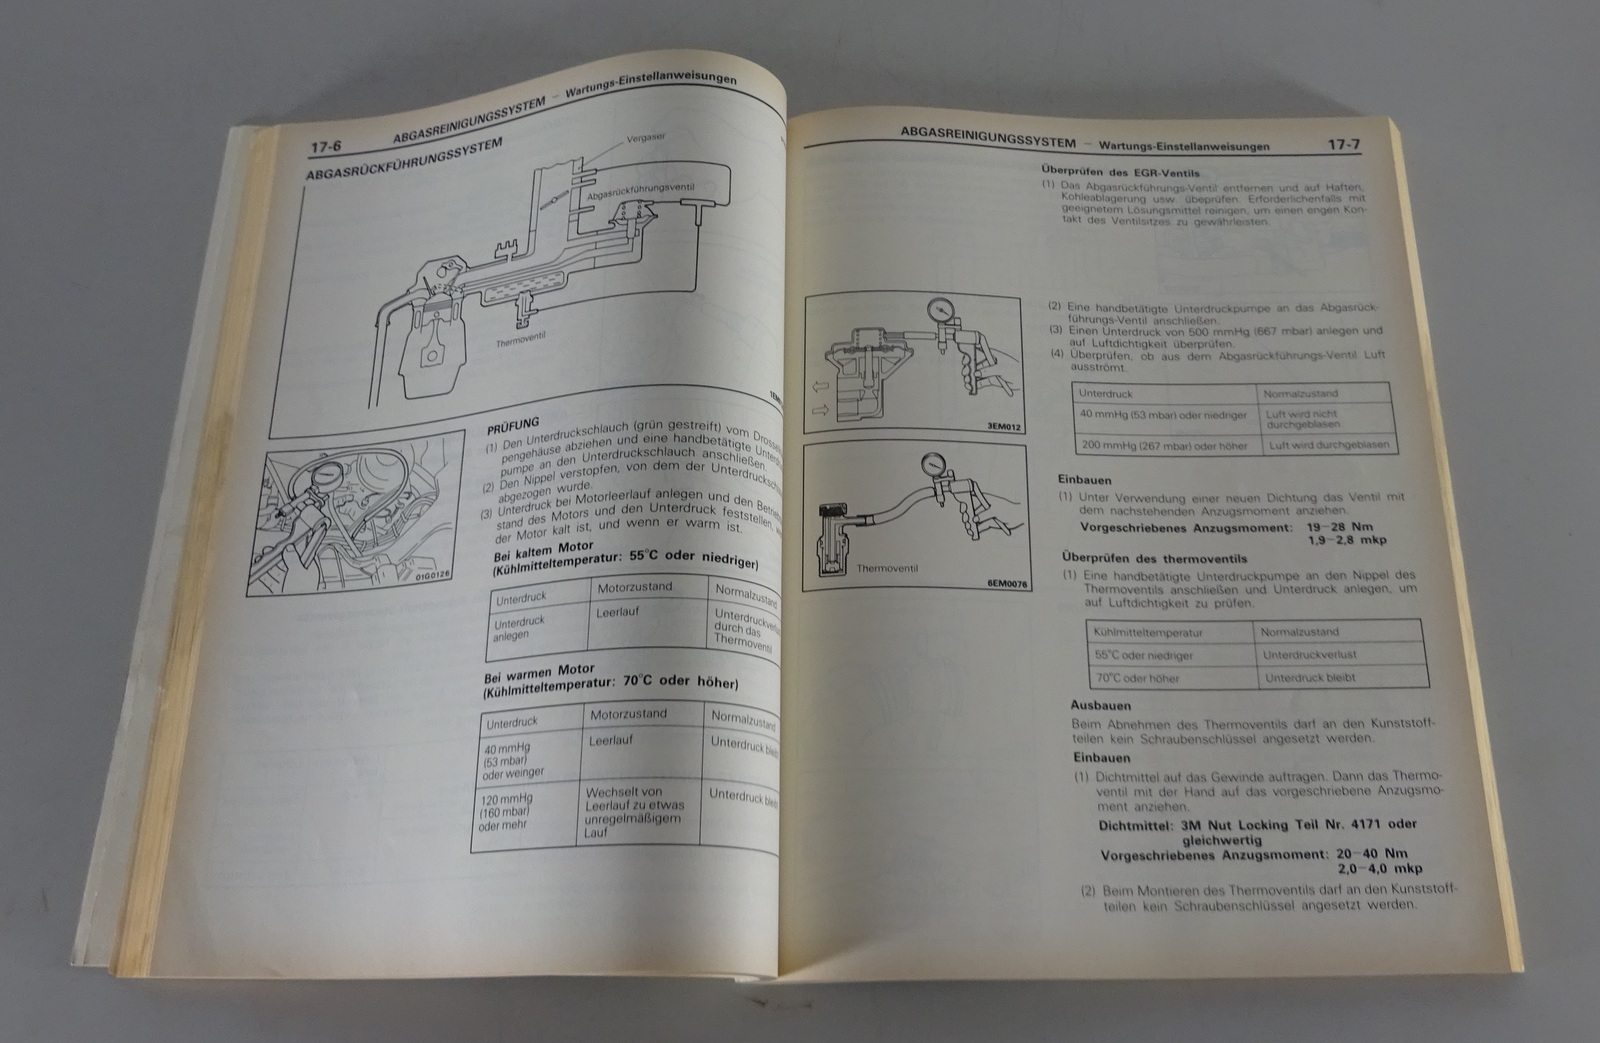 17-6
ABGASREINIGUNGSSYSTEM – Wartungs-Einstellanweisungen
ABGASRÜCKFÜHRUNGSSYSTEM
Vergaser
Abgasrückführungsventil
Thermoventil
01G0126
PRÜFUNG
(1) Den Unterdruckschlauch (grün gestreift) vom
pengehäuse abziehen und eine handbetätigte
pumpe an den Unterdruckschlauch anschließen.
(2) Den Nippel verstopfen, von dem der
abgezogen wurde.
(3) Unterdruck bei Motorleerlauf anlegen und den
stand des Motors und den Unterdruck feststellen,
der Motor kalt ist, und wenn er warm ist.
Bei kaltem Motor
(Kühlmitteltemperatur: 55°C oder niedriger)
Unterdruck Motorzustand Normalzustand
Unterdruck Leerlauf
anlegen durch das
Thermoventil
Bei warmen Motor
(Kühlmitteltemperatur: 70°C oder höher)
Unterdruck Motorzustand Normalzustand
40 mmHg Leerlauf Unterdruck
(53 mbar)
oder weinger
120 mmHg Wechselt von Unterdruck
(160 mbar) Leerlauf zu etwas
oder mehr unregelmäßigem
Lauf
ABGASREINIGUNGSSYSTEM – Wartungs-Einstellanweisungen
17-7
Überprüfen des EGR-Ventils
(1) Das Abgasrückführungs-Ventil entfernen und auf Haften,
Kohleablagerung usw. übeprüfen. Erforderlichenfalls mit
geeignetem Lösungsmittel reinigen, um einen engen Kon-
takt des Ventilsitzes zu gewährleisten.
3EM012
(2) Eine handbetätigte Unterdruckpumpe an das Abgasrück-
führungs-Ventil anschließen.
(3) Einen Unterdruck von 500 mmHg (667 mbar) anlegen und
auf Luftdichtigkeit überprüfen.
(4) Überprüfen, ob aus dem Abgasrückführungs-Ventil Luft
ausströmt.
Unterdruck Normalzustand
40 mmHg (53 mbar) oder niedriger Luft wird nicht
durchgeblasen
200 mmHg (267 mbar) oder höher Luft wird durchgeblasen
Thermoventil
6EM0076
Einbauen
(1) Unter Verwendung einer neuen Dichtung das Ventil mit
dem nachstehenden Anzugsmoment anziehen.
Vorgeschriebenes Anzugsmoment: 19–28 Nm
1,9–2,8 mkp
Überprüfen des thermoventils
(1) Eine handbetätigte Unterdruckpumpe an den Nippel des
Thermoventils anschließen und Unterdruck anlegen, um
auf Luftdichtigkeit zu prüfen.
Kühlmitteltemperatur Normalzustand
55°C oder niedriger Unterdruckverlust
70°C oder höher Unterdruck bleibt
Ausbauen
Beim Abnehmen des Thermoventils darf an den Kunststoff-
teilen kein Schraubenschlüssel angesetzt werden.
Einbauen
(1) Dichtmittel auf das Gewinde auftragen. Dann das Thermo-
ventil mit der Hand auf das vorgeschriebene Anzugsmo-
ment anziehen.
Dichtmittel: 3M Nut Locking Teil Nr. 4171 oder
gleichwertig
Vorgeschriebenes Anzugsmoment: 20–40 Nm
2,0–4,0 mkp
(2) Beim Montieren des Thermoventils darf an den Kunststoff-
teilen kein Schraubenschlüssel angesetzt werden.